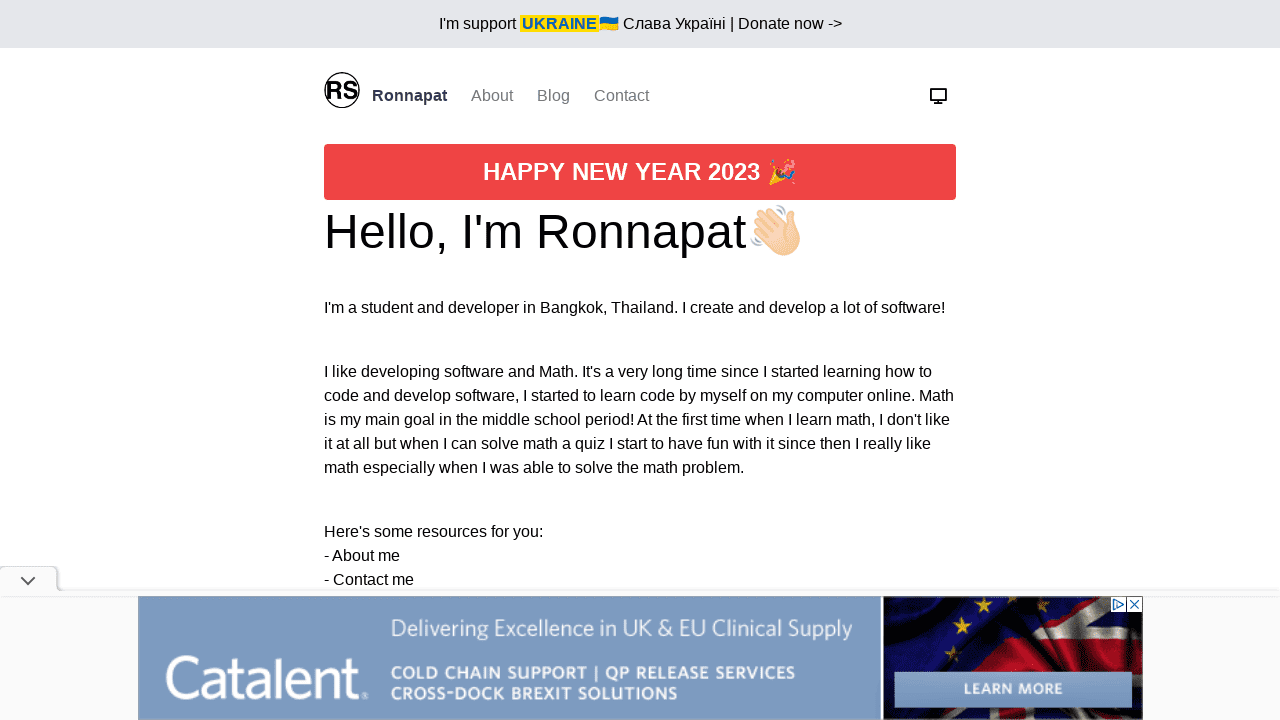 I'm support UKRAINE🇺🇦 Слава Україні | Donate now ->
RS Ronnapat About Blog Contact
HAPPY NEW YEAR 2023 🎉
Hello, I'm Ronnapat👋🏻
I'm a student and developer in Bangkok, Thailand. I create and develop a lot of software!
I like developing software and Math. It's a very long time since I started learning how to
code and develop software, I started to learn code by myself on my computer online. Math
is my main goal in the middle school period! At the first time when I learn math, I don't like
it at all but when I can solve math a quiz I start to have fun with it since then I really like
math especially when I was able to solve the math problem.
Here's some resources for you:
- About me
- Contact me
Delivering Excellence in UK & EU Clinical Supply
Catalent®
COLD CHAIN SUPPORT | QP RELEASE SERVICES
CROSS-DOCK BREXIT SOLUTIONS
LEARN MORE